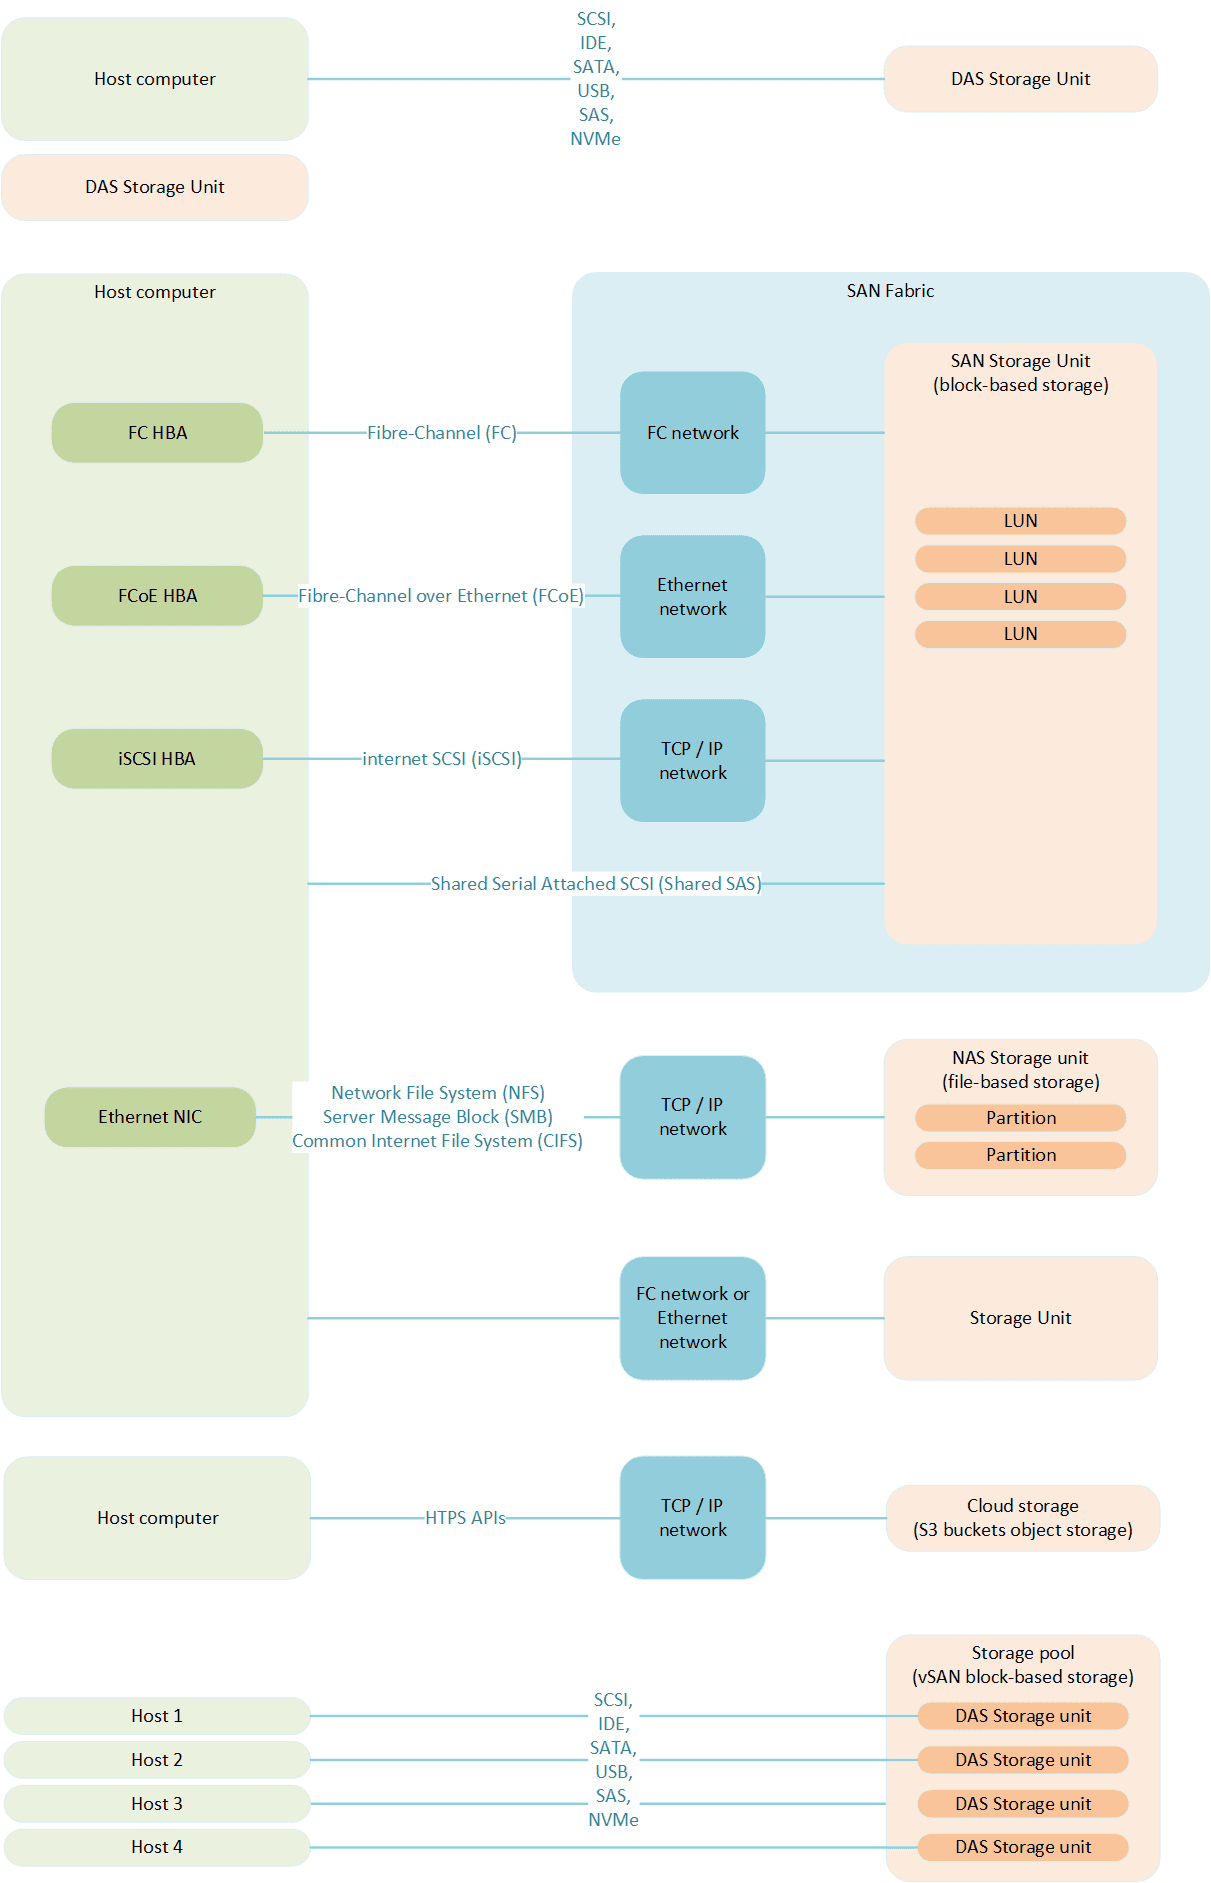 SCSI,
IDE,
SATA,
USB,
SAS,
NVMe
Host computer
DAS Storage Unit
DAS Storage Unit
Host computer
SAN Fabric
SAN Storage Unit
(block-based storage)
FC HBA
Fibre-Channel (FC)
FC network
LUN
LUN
LUN
LUN
FCoE HBA
Fibre-Channel over Ethernet (FCoE)
Ethernet
network
iSCSI HBA
internet SCSI (iSCSI)
TCP / IP
network
Shared Serial Attached SCSI (Shared SAS)
NAS Storage unit
(file-based storage)
Partition
Partition
Ethernet NIC
Network File System (NFS)
Server Message Block (SMB)
Common Internet File System (CIFS)
TCP / IP
network
FC network or
Ethernet
network
Storage Unit
Host computer
HTPS APIs
TCP / IP
network
Cloud storage
(S3 buckets object storage)
Storage pool
(vSAN block-based storage)
Host 1
Host 2
Host 3
Host 4
SCSI,
IDE,
SATA,
USB,
SAS,
NVMe
DAS Storage unit
DAS Storage unit
DAS Storage unit
DAS Storage unit